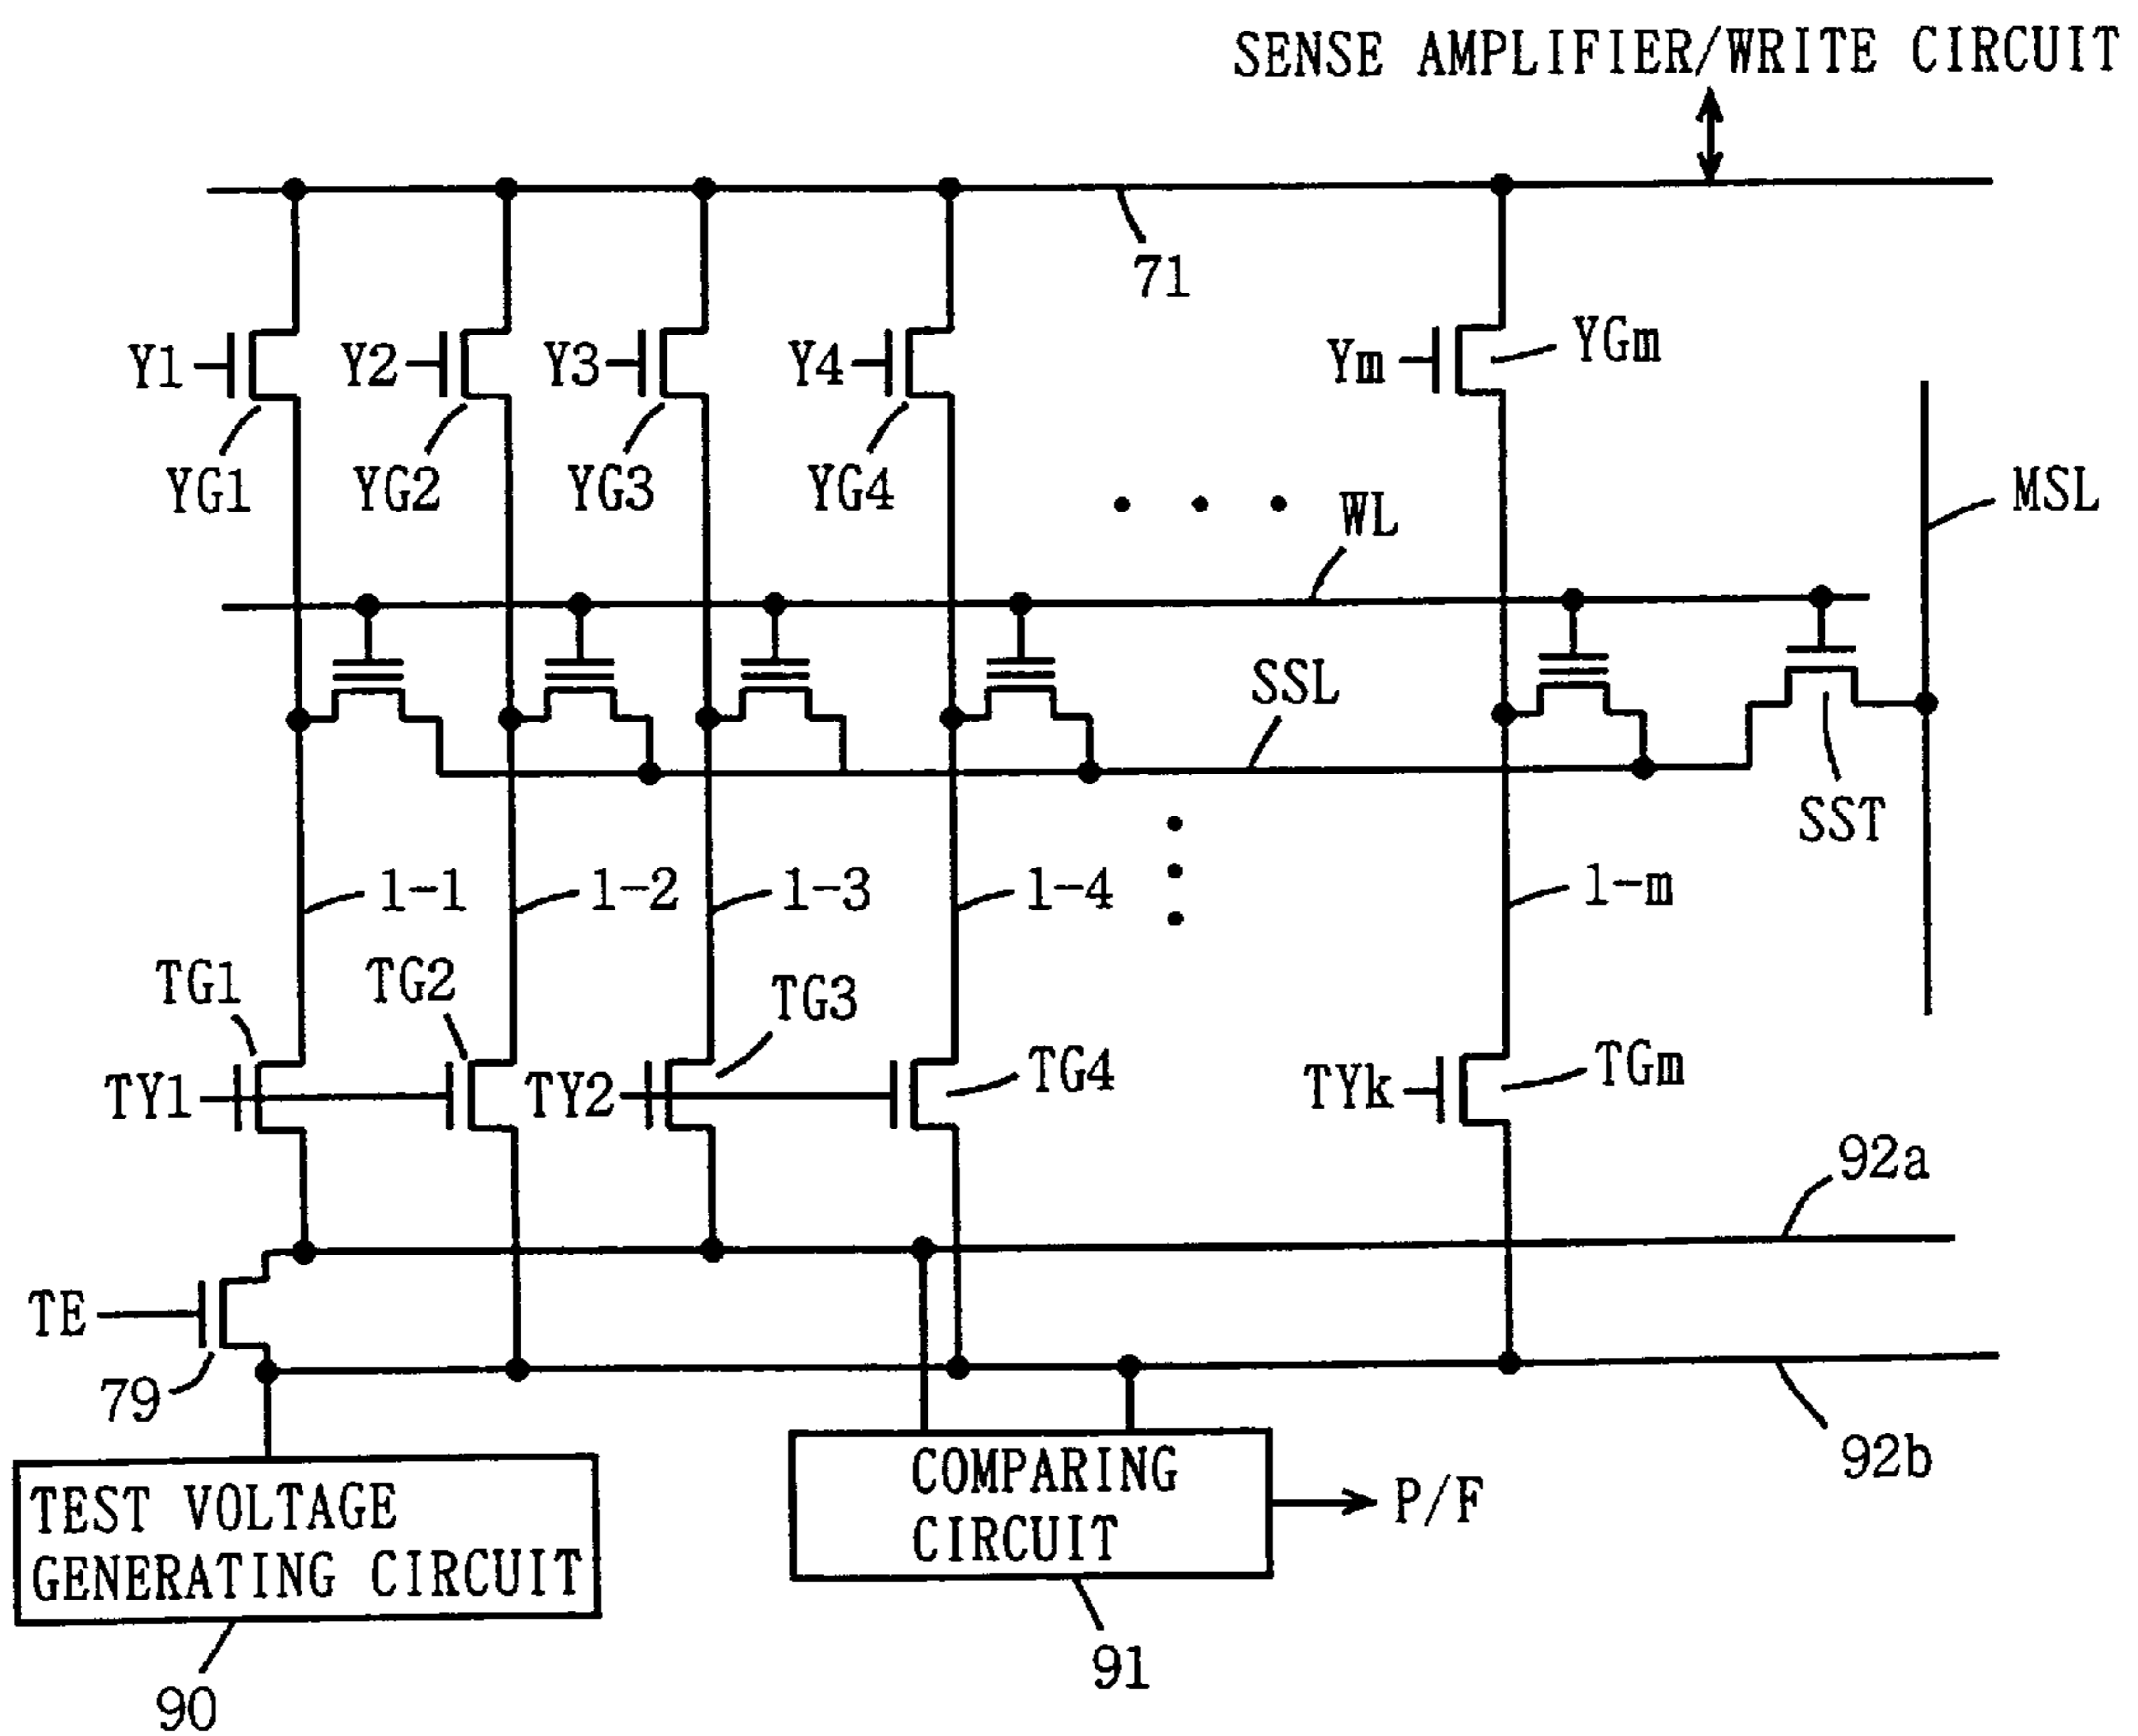 SENSE AMPLIFIER/WRITE CIRCUIT
71
Y1
Y2
Y3
Y4
Ym
YGm
YG1
YG2
YG3
YG4
WL
MSL
SSL
SST
1-1
1-2
1-3
1-4
1-m
TG1
TG2
TG3
TG4
TGm
TY1
TY2
TYk
92a
TE
79
92b
TEST VOLTAGE
GENERATING CIRCUIT
COMPARING
CIRCUIT
P/F
90
91